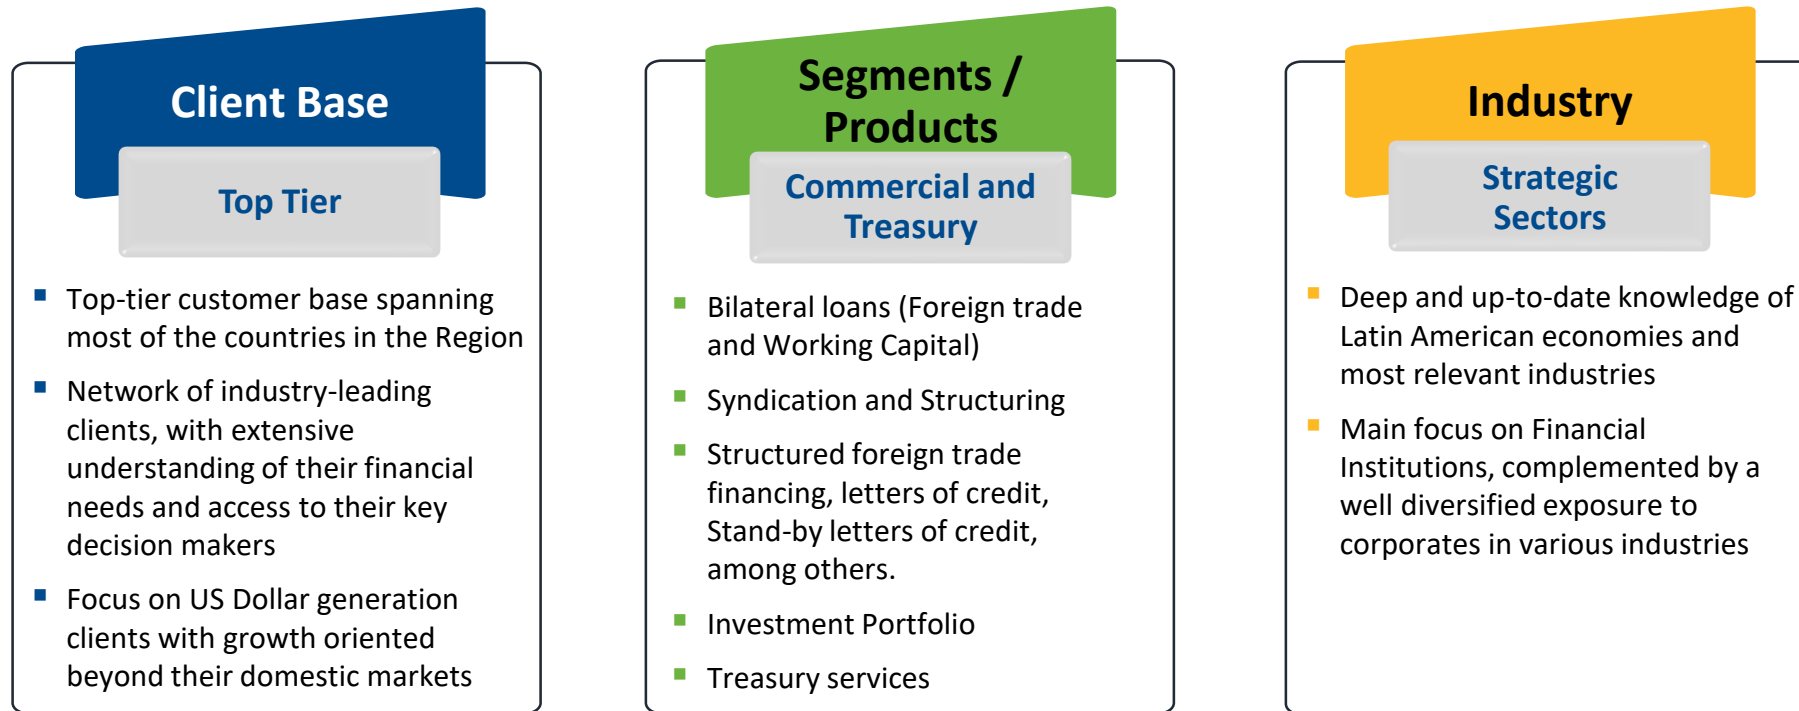 Client Base
Top Tier
Top-tier customer base spanning
most of the countries in the Region
Network of industry-leading
clients, with extensive
understanding of their financial
needs and access to their key
decision makers
Focus on US Dollar generation
clients with growth oriented
beyond their domestic markets
Segments /
Products
Commercial and
Treasury
Bilateral loans (Foreign trade
and Working Capital)
Syndication and Structuring
Structured foreign trade
financing, letters of credit,
Stand-by letters of credit,
among others.
Investment Portfolio
Treasury services
Industry
Strategic
Sectors
Deep and up-to-date knowledge of
Latin American economies and
most relevant industries
Main focus on Financial
Institutions, complemented by a
well diversified exposure to
corporates in various industries